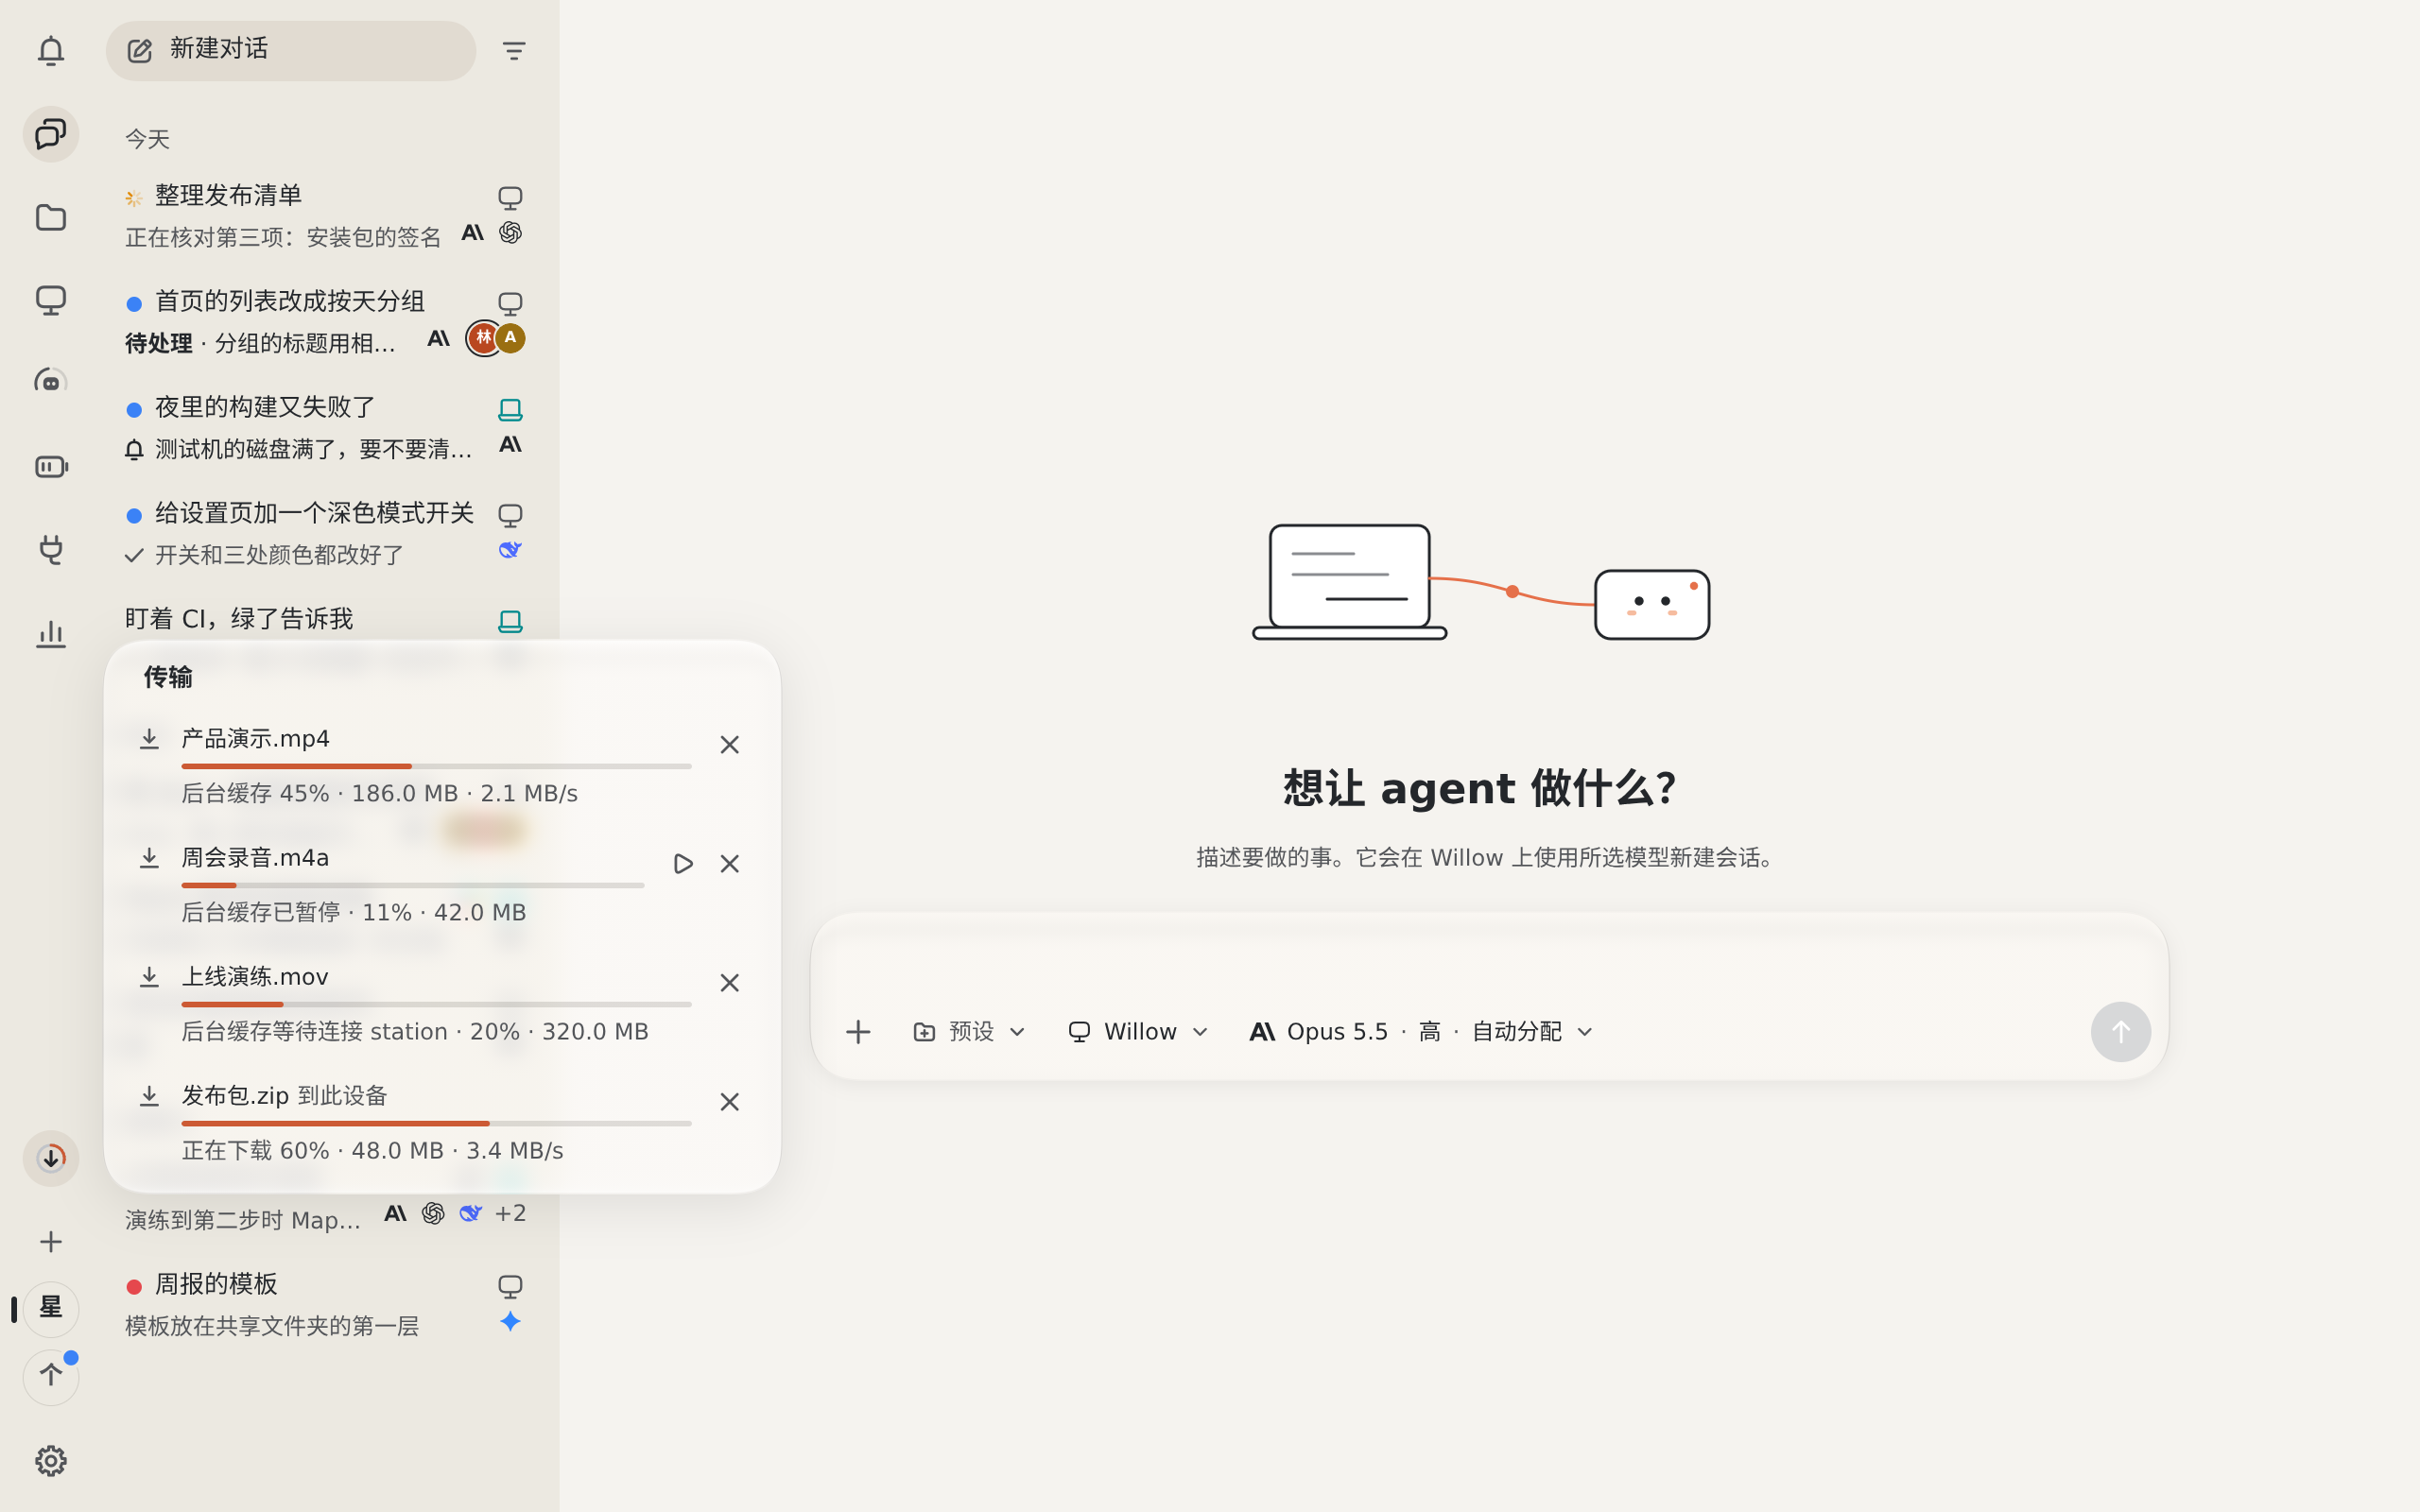 新建对话
今天
整理发布清单
正在核对第三项：安装包的签名
首页的列表改成按天分组
待处理 · 分组的标题用相…
林 A
夜里的构建又失败了
测试机的磁盘满了，要不要清…
给设置页加一个深色模式开关
开关和三处颜色都改好了
盯着 CI，绿了告诉我
传输
产品演示.mp4
后台缓存 45% · 186.0 MB · 2.1 MB/s
周会录音.m4a
后台缓存已暂停 · 11% · 42.0 MB
上线演练.mov
后台缓存等待连接 station · 20% · 320.0 MB
发布包.zip 到此设备
正在下载 60% · 48.0 MB · 3.4 MB/s
演练到第二步时 Map… +2
周报的模板
模板放在共享文件夹的第一层
星
个
想让 agent 做什么？
描述要做的事。它会在 Willow 上使用所选模型新建会话。
预设 Willow Opus 5.5 · 高 · 自动分配